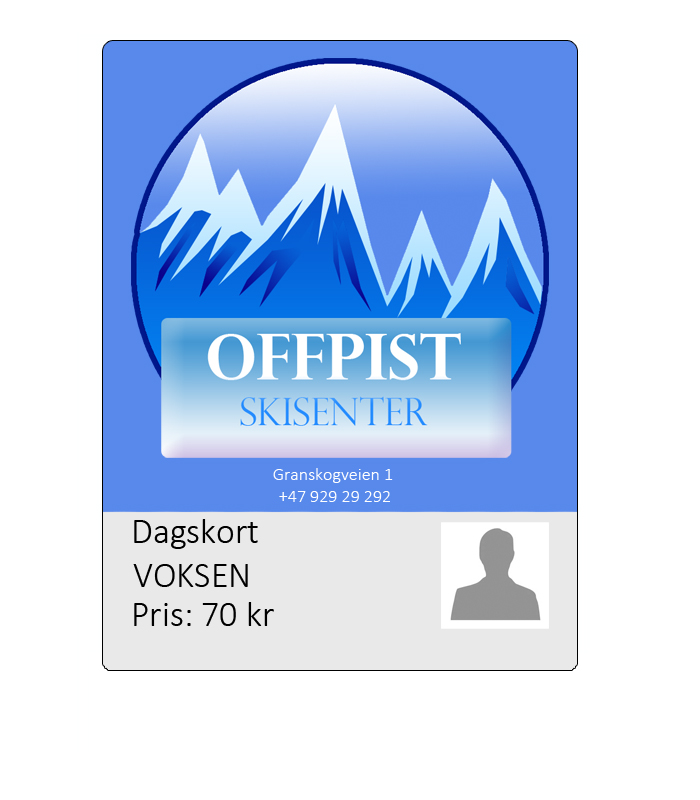 OFFPIST
SKISENTER
Granskogveien 1
+47 929 29 292
Dagskort
VOKSEN
Pris: 70 kr